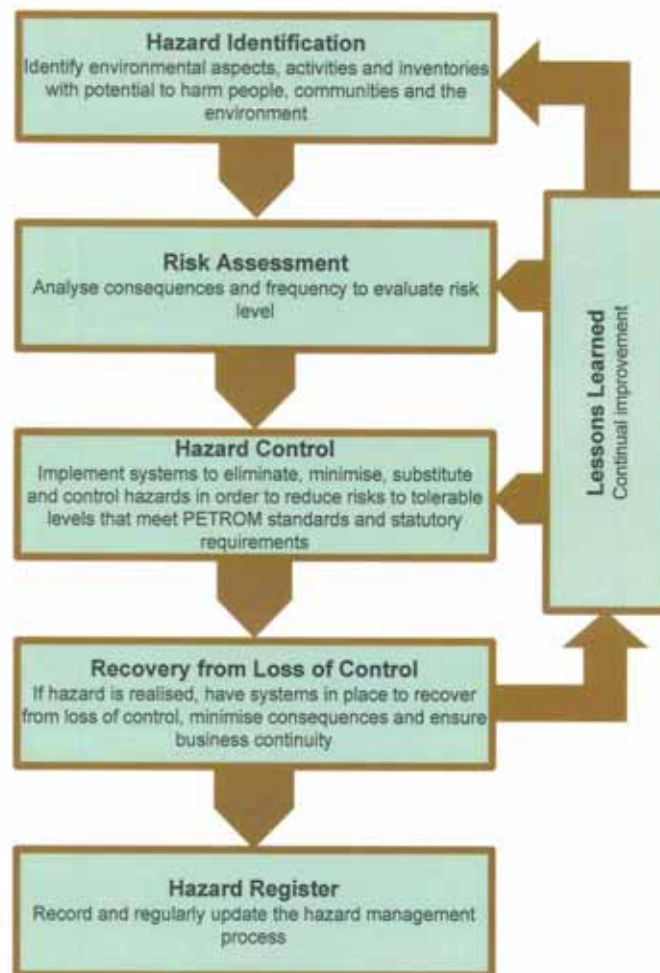 Hazard Identification
Identify environmental aspects, activities and inventories
with potential to harm people, communities and the
environment
Risk Assessment
Analyse consequences and frequency to evaluate risk
level
Hazard Control
Implement systems to eliminate, minimise, substitute
and control hazards in order to reduce risks to tolerable
levels that meet PETROM standards and statutory
requirements
Recovery from Loss of Control
If hazard is realised, have systems in place to recover
from loss of control, minimise consequences and ensure
business continuity
Hazard Register
Record and regularly update the hazard management
process
Lessons Learned
Continual improvement